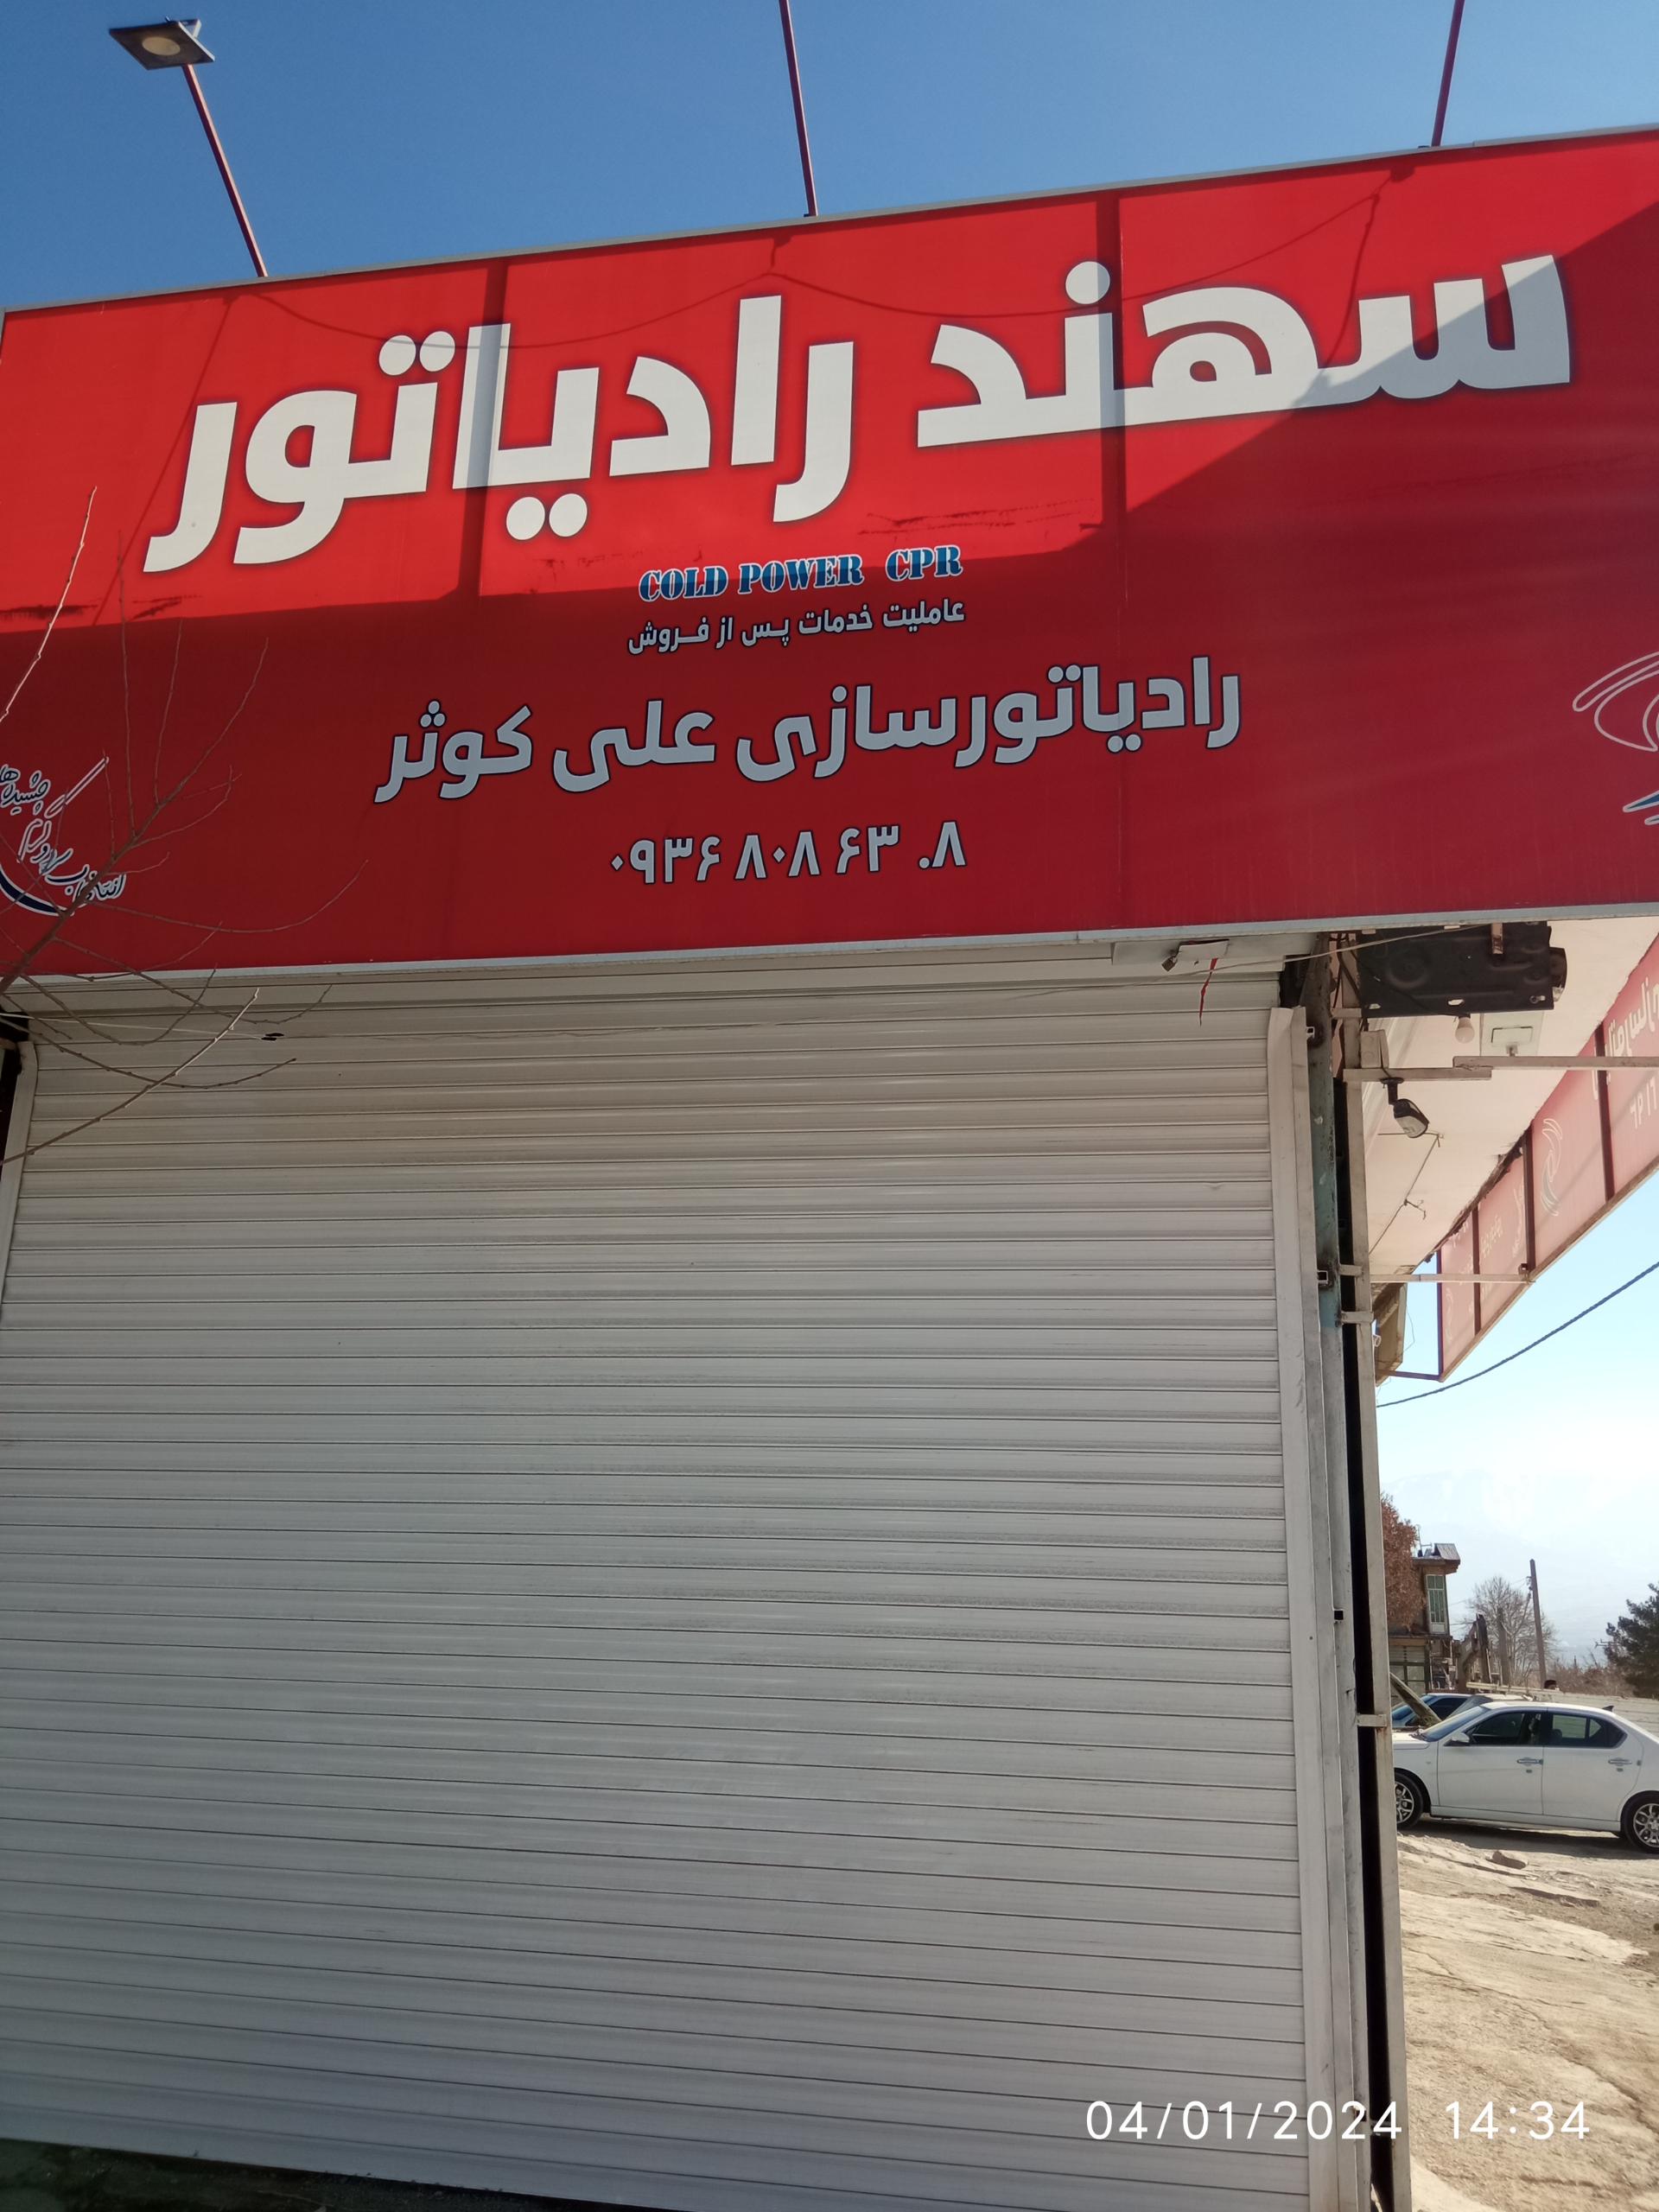 سهند رادیاتور
COLD POWER CPR
عاملیت خدمات پس از فروش
رادیاتورسازی علی کوثر
۰۹۳۶ ۸۰۸ ۶۳ ۰۸
04/01/2024 14:34